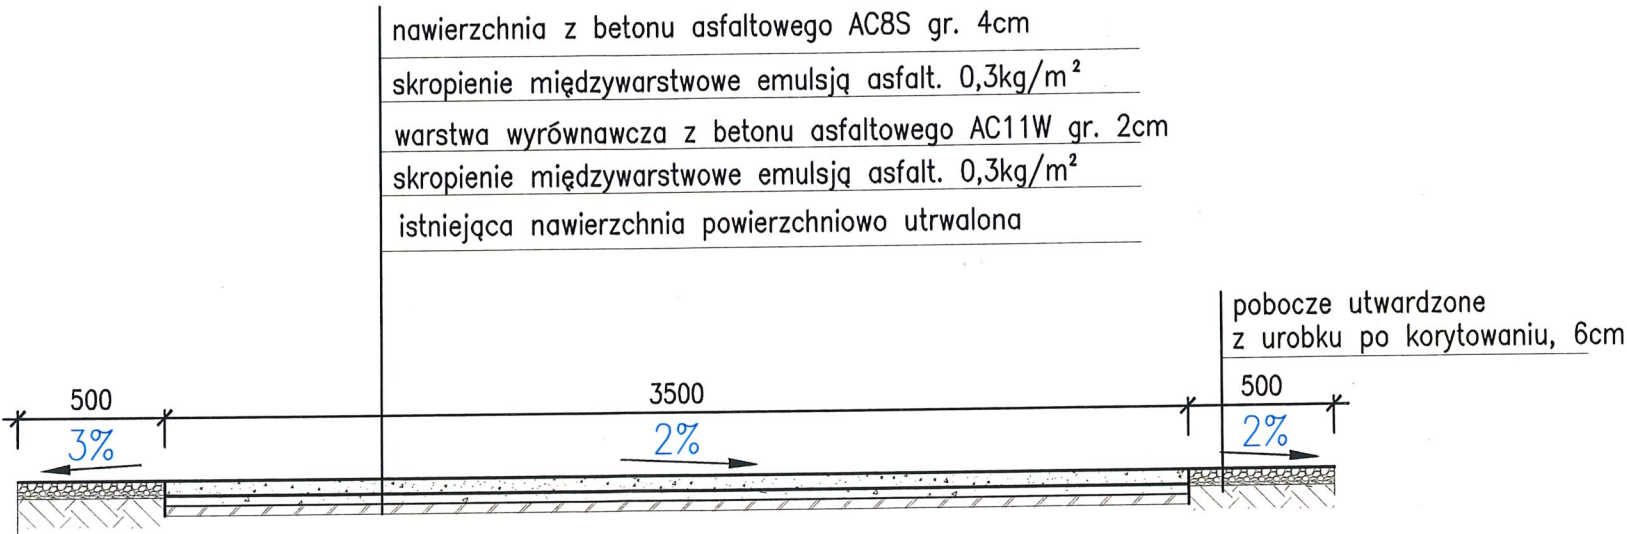 nawierzchnia z betonu asfaltowego AC8S gr. 4cm
skropienie międzywarstwowe emulsją asfalt. 0,3kg/m²
warstwa wyrównawcza z betonu asfaltowego AC11W gr. 2cm
skropienie międzywarstwowe emulsją asfalt. 0,3kg/m²
istniejąca nawierzchnia powierzchniowo utrwalona
pobocze utwardzone
z urobku po korytowaniu, 6cm
500
3500
500
3%
2%
2%